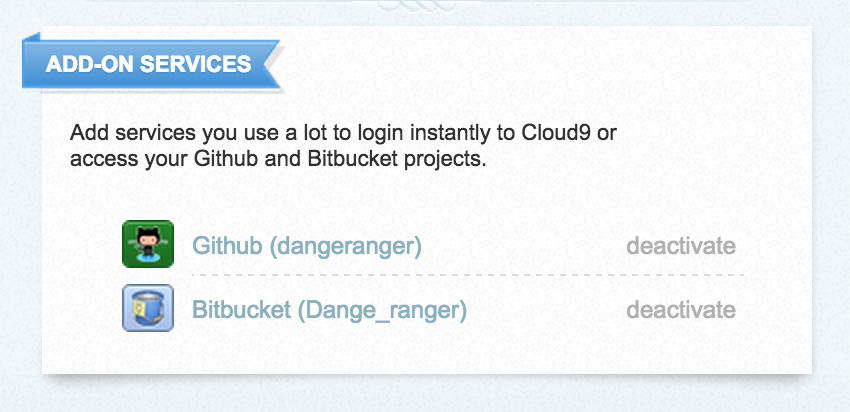 ADD-ON SERVICES
Add services you use a lot to login instantly to Cloud9 or
access your Github and Bitbucket projects.
Github (dangeranger) deactivate
Bitbucket (Dange_ranger) deactivate